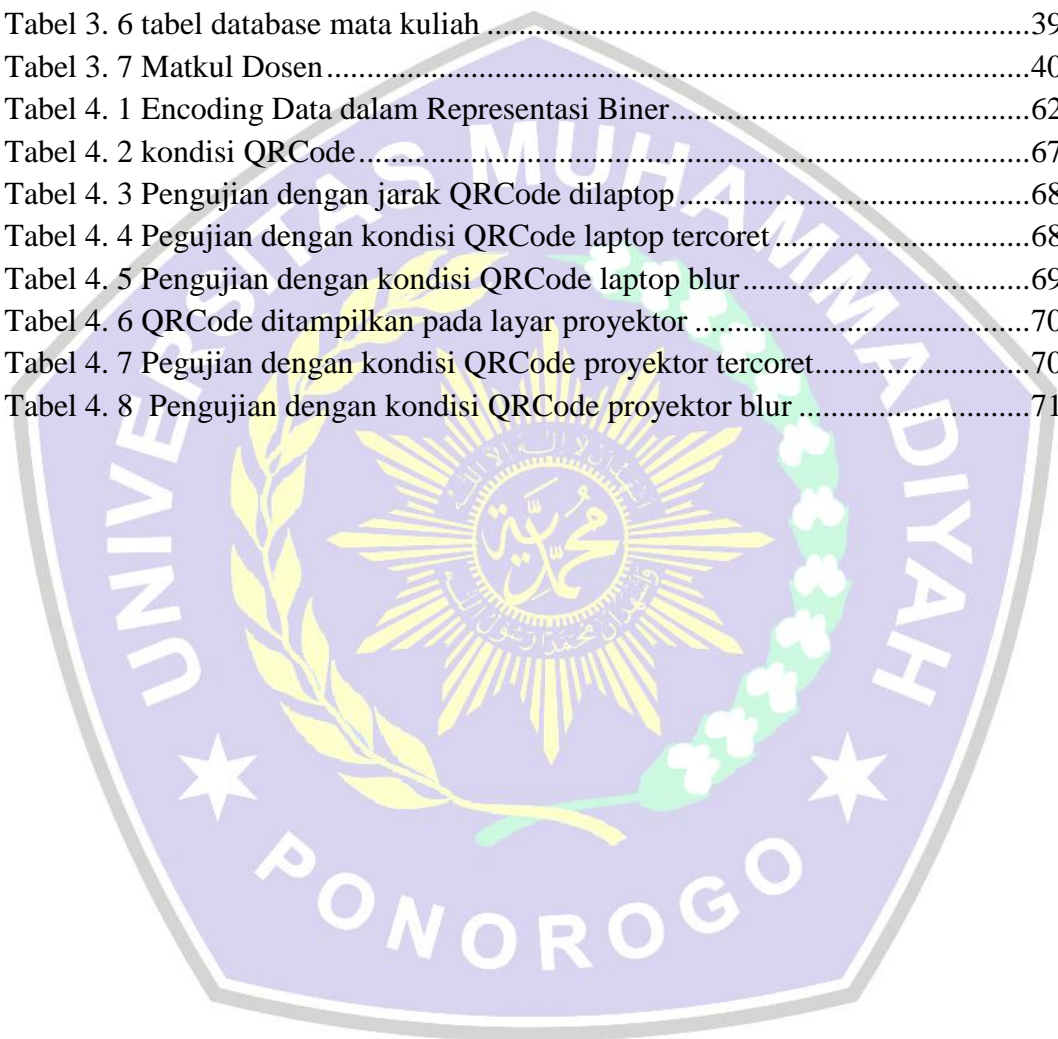 Tabel 3. 6 tabel database mata kuliah ............................................................................39
Tabel 3. 7 Matkul Dosen..................................................................................................40
Tabel 4. 1 Encoding Data dalam Representasi Biner..................................................62
Tabel 4. 2 kondisi QRCode..............................................................................................67
Tabel 4. 3 Pengujian dengan jarak QRCode dilaptop .................................................68
Tabel 4. 4 Pegujian dengan kondisi QRCode laptop tercoret ....................................68
Tabel 4. 5 Pengujian dengan kondisi QRCode laptop blur.........................................69
Tabel 4. 6 QRCode ditampilkan pada layar proyektor ...............................................70
Tabel 4. 7 Pegujian dengan kondisi QRCode proyektor tercoret...............................70
Tabel 4. 8  Pengujian dengan kondisi QRCode proyektor blur .................................71
UNIVERSITAS MUHAMMADIYAH
PONOROGO